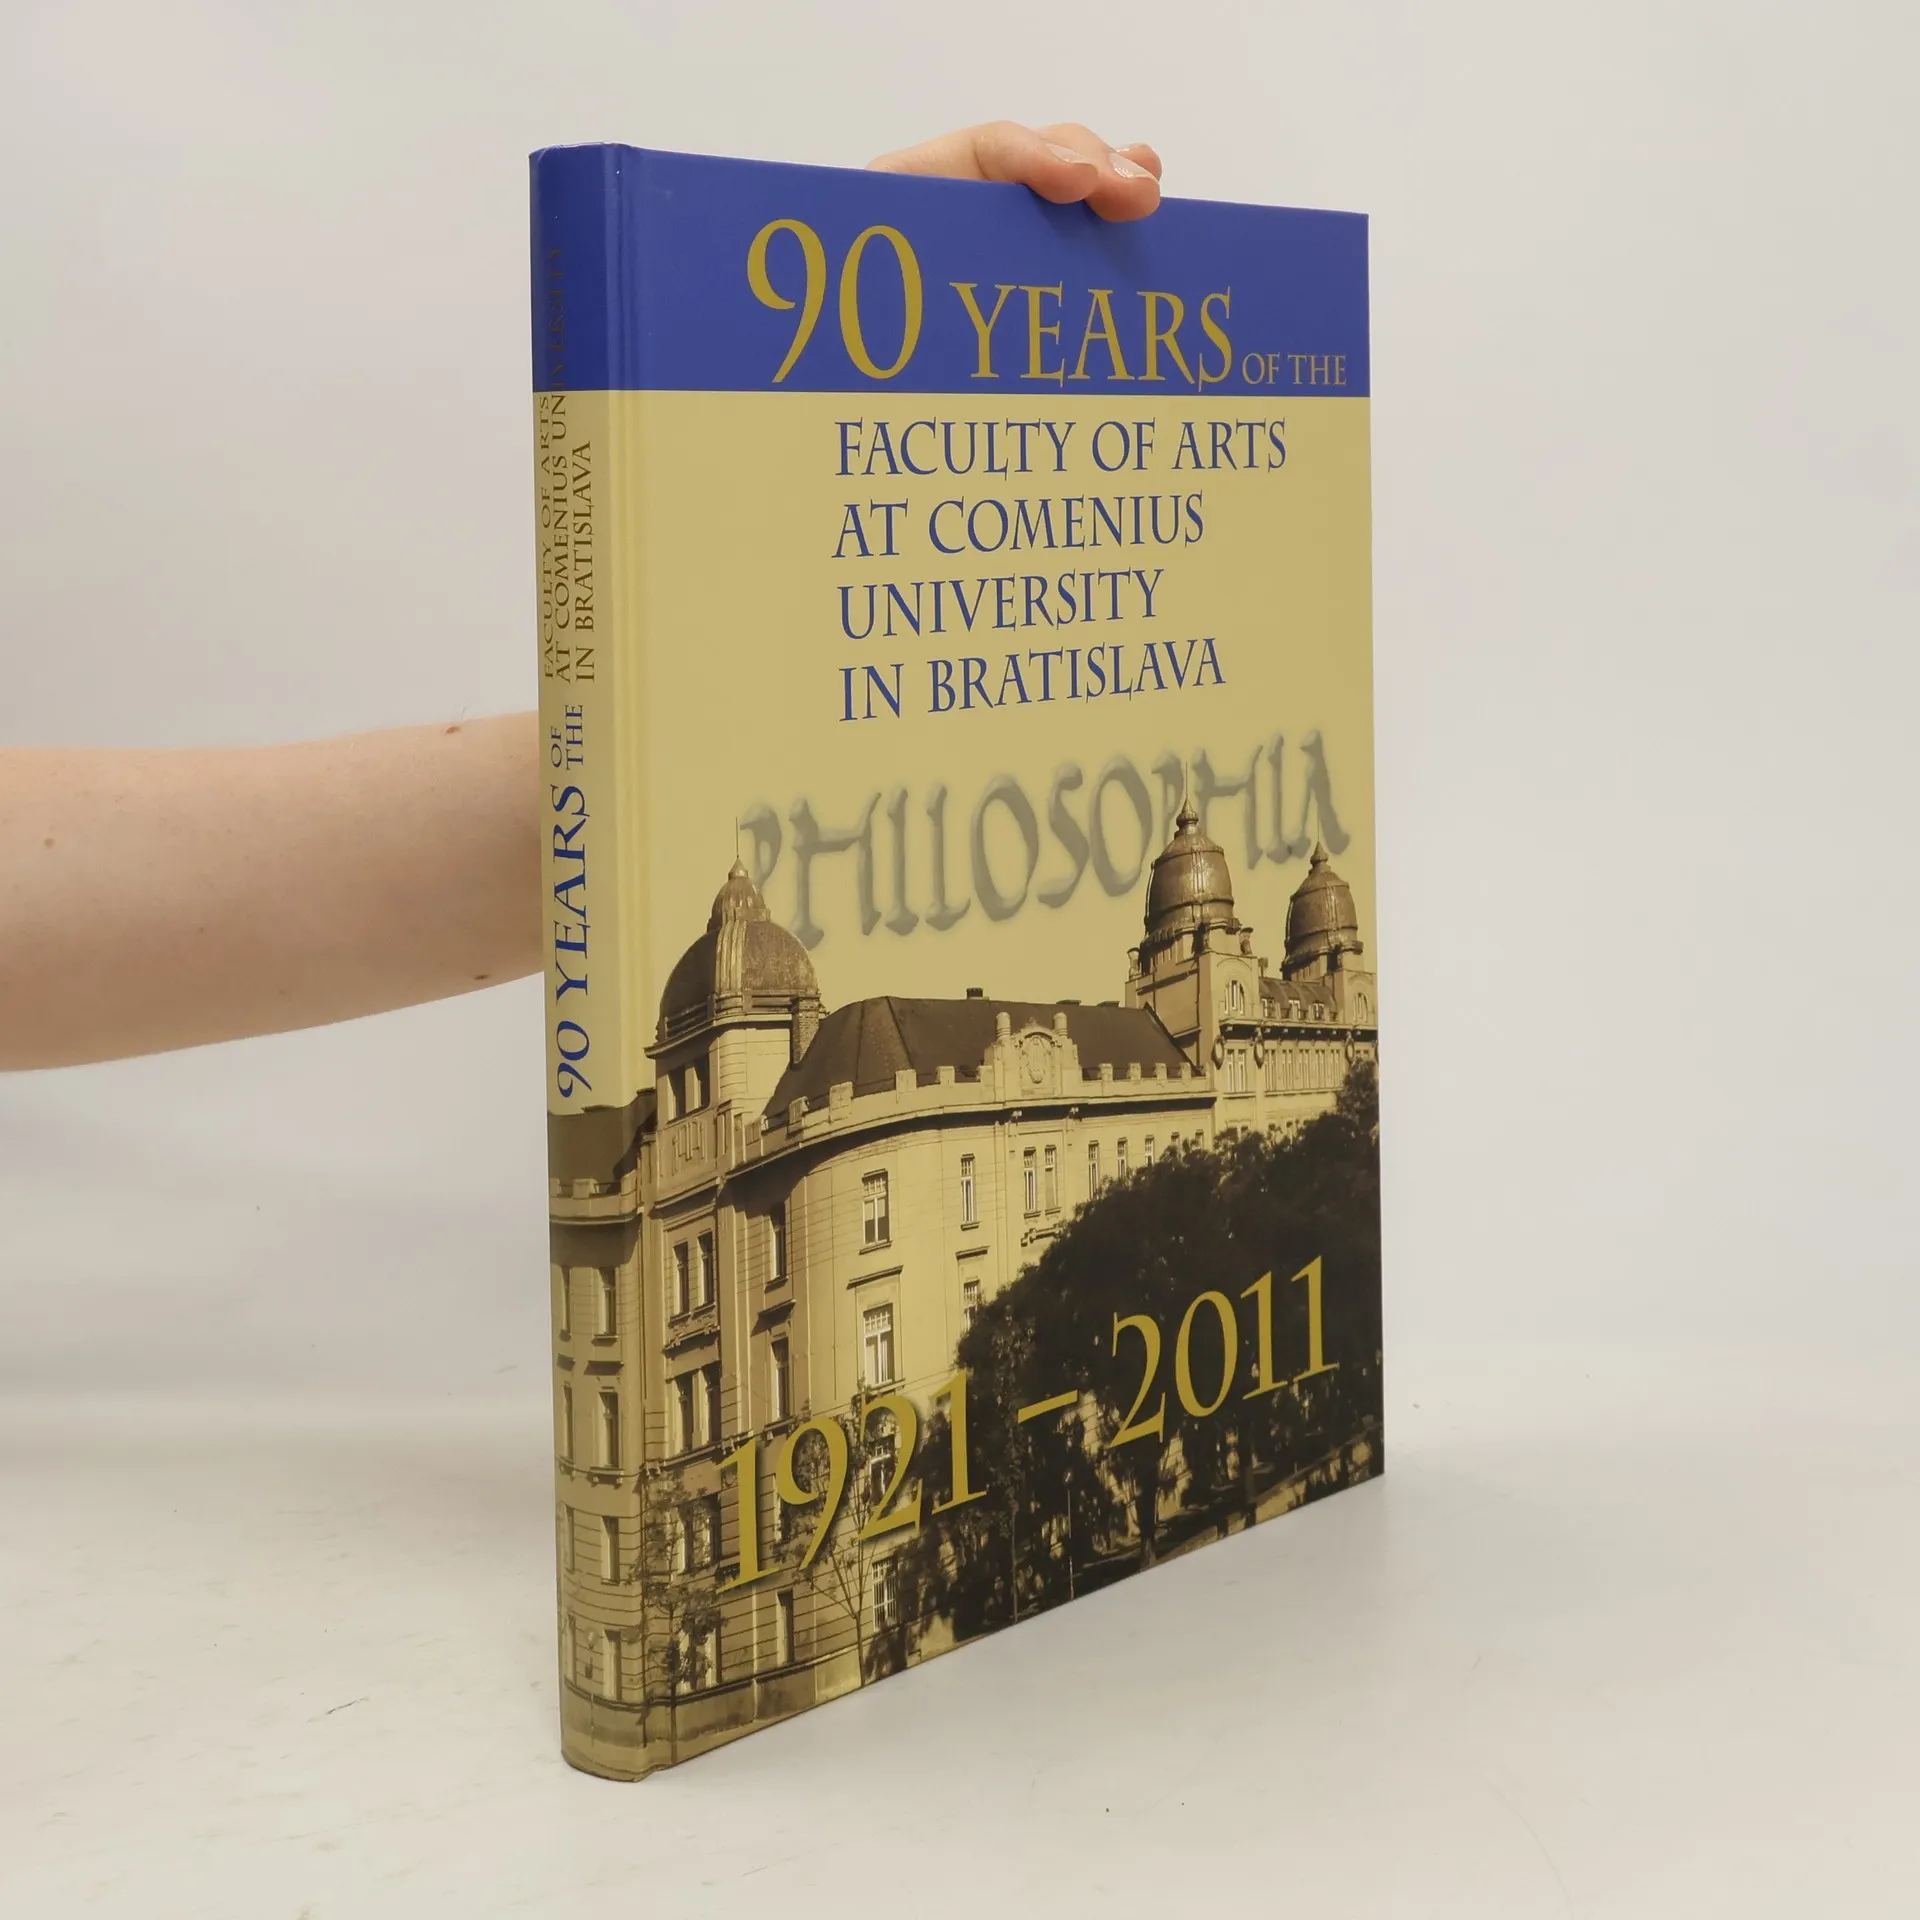 90 YEARS OF THE
FACULTY OF ARTS
AT COMENIUS
UNIVERSITY
IN BRATISLAVA
PHILOSOPHIA
1921 – 2011
90 YEARS OF THE
FACULTY OF ARTS
AT COMENIUS UNIVERSITY
IN BRATISLAVA